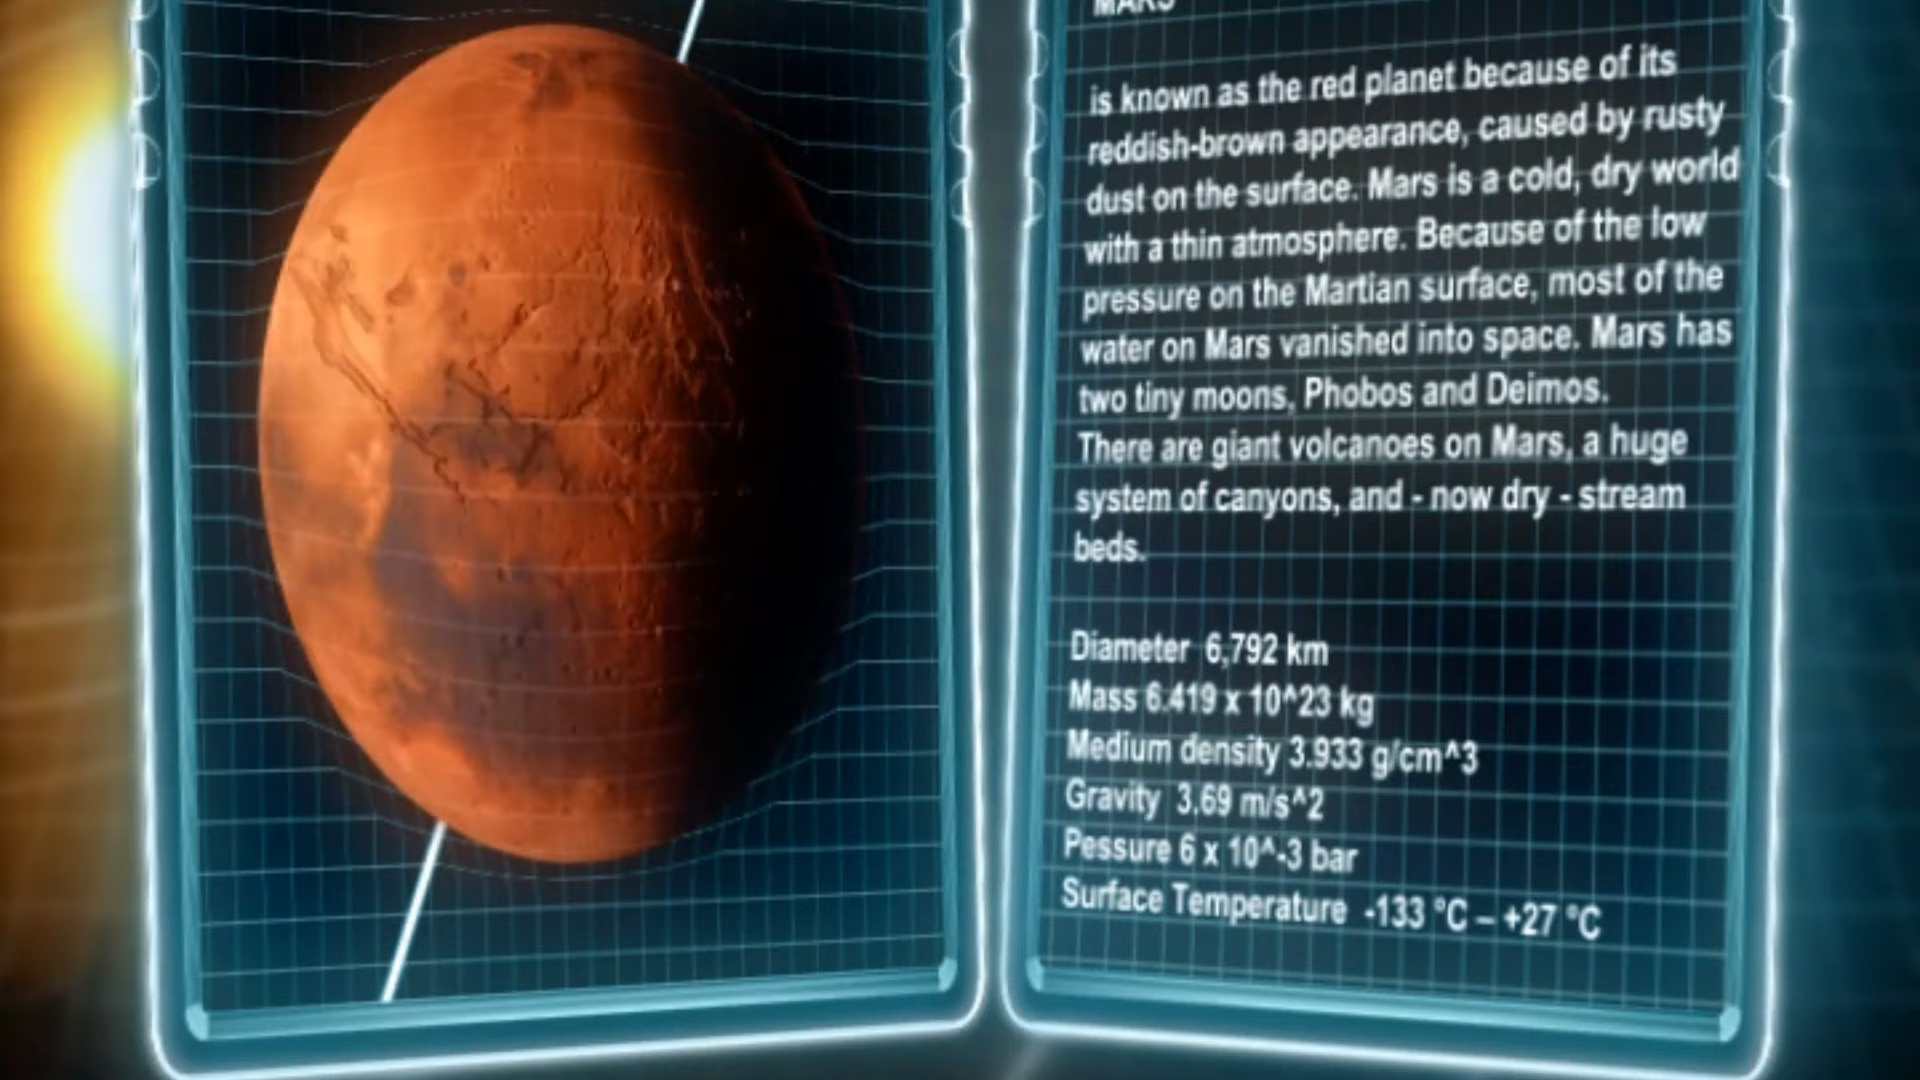 MARS
is known as the red planet because of its
reddish-brown appearance, caused by rusty
dust on the surface. Mars is a cold, dry world
with a thin atmosphere. Because of the low
pressure on the Martian surface, most of the
water on Mars vanished into space. Mars has
two tiny moons, Phobos and Deimos.
There are giant volcanoes on Mars, a huge
system of canyons, and - now dry - stream
beds.
Diameter 6,792 km
Mass 6.419 x 10^23 kg
Medium density 3.933 g/cm^3
Gravity 3.69 m/s^2
Pessure 6 x 10^-3 bar
Surface Temperature -133 °C – +27 °C